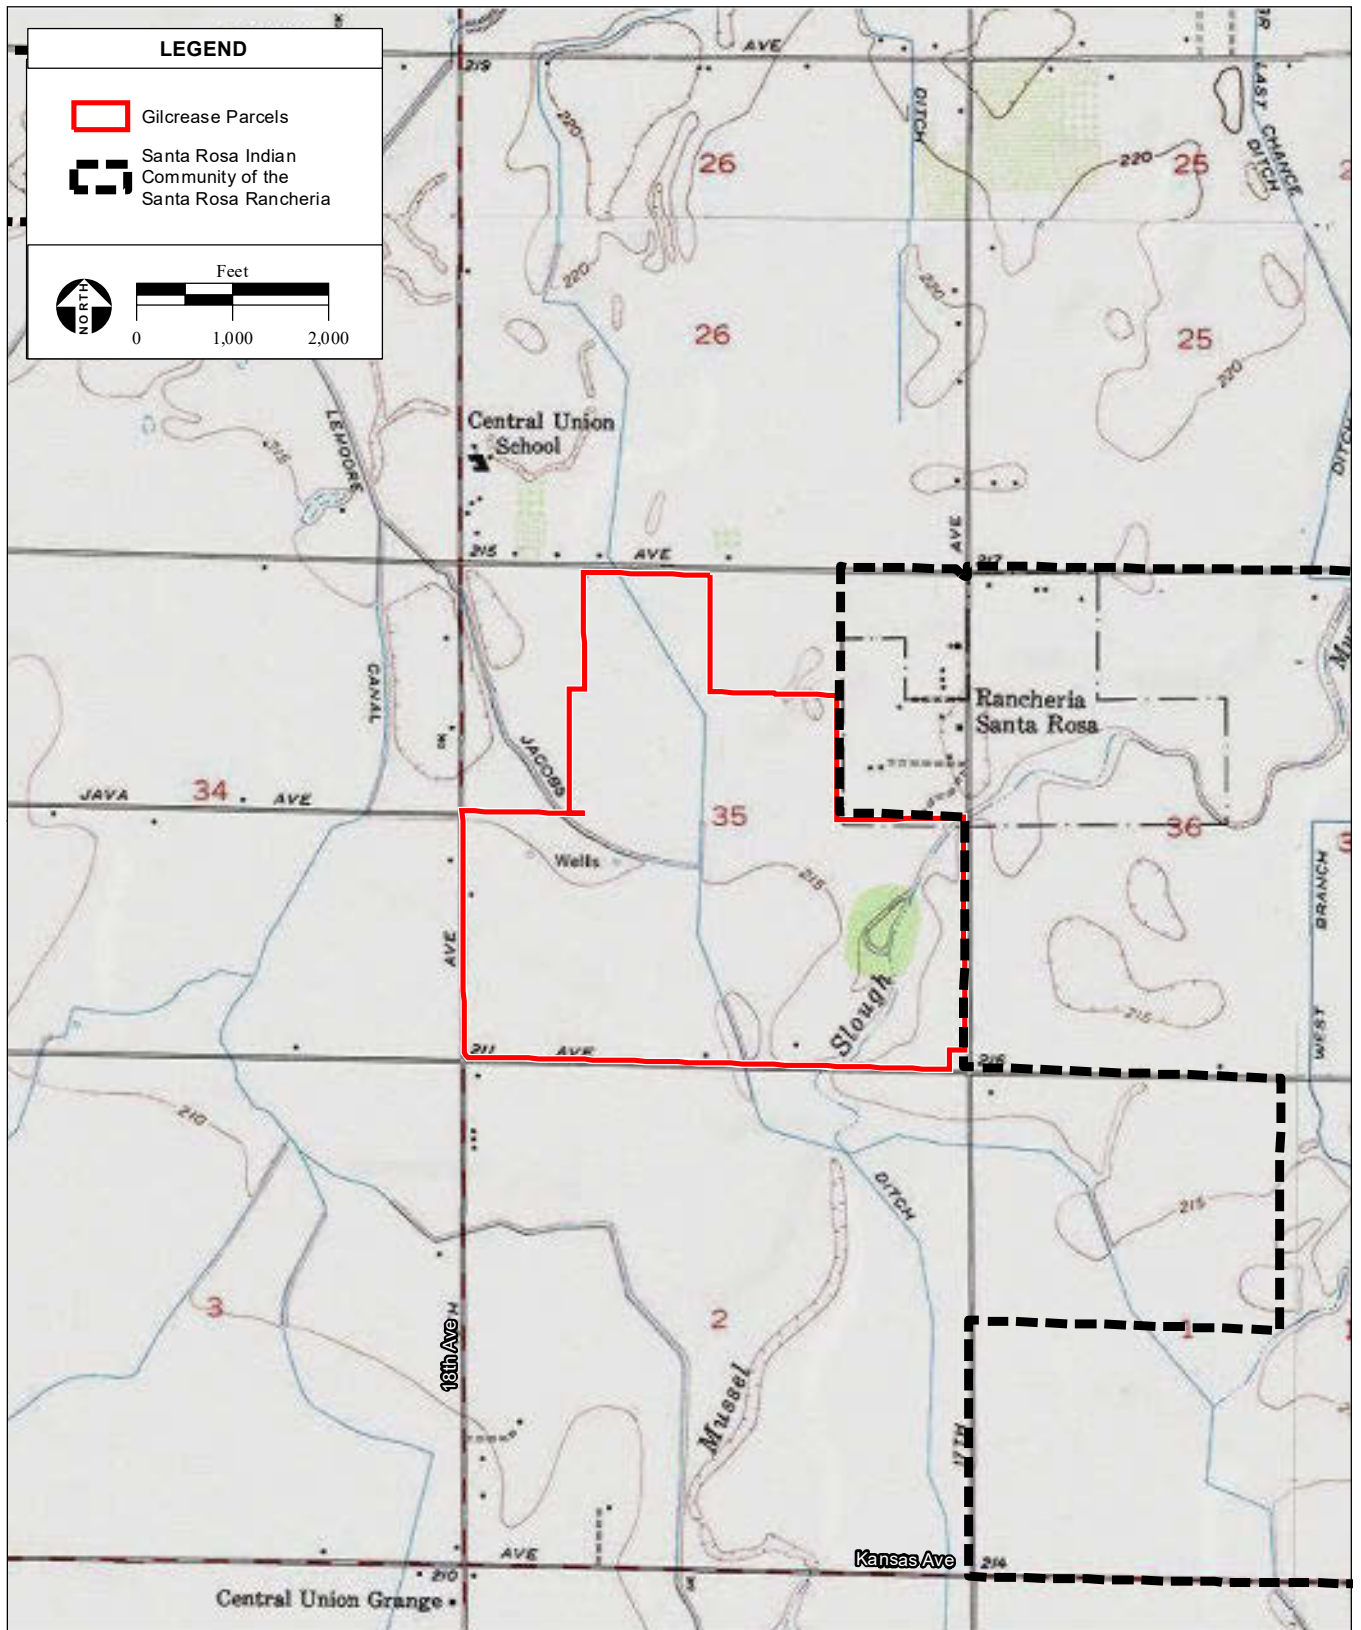 LEGEND
Gilcrease Parcels
Santa Rosa Indian
Community of the
Santa Rosa Rancheria
Feet
NORTH
0 1,000 2,000
AVE
219
DITCH
LAST CHANCE
DITCH
220
26
220
25
220
220
26
25
220
LEMOORE
215
Central Union
School
DITCH
AVE
215
AVE
217
CANAL
JACOBS
Rancheria
Santa Rosa
JAVA
34
AVE
35
36
Wells
215
BRANCH
AVE
Slough
215
WEST
211
AVE
216
210
DITCH
215
3
18th Ave
H
2
1
Mussel
17TH
AVE
Kansas Ave
214
210
Central Union Grange